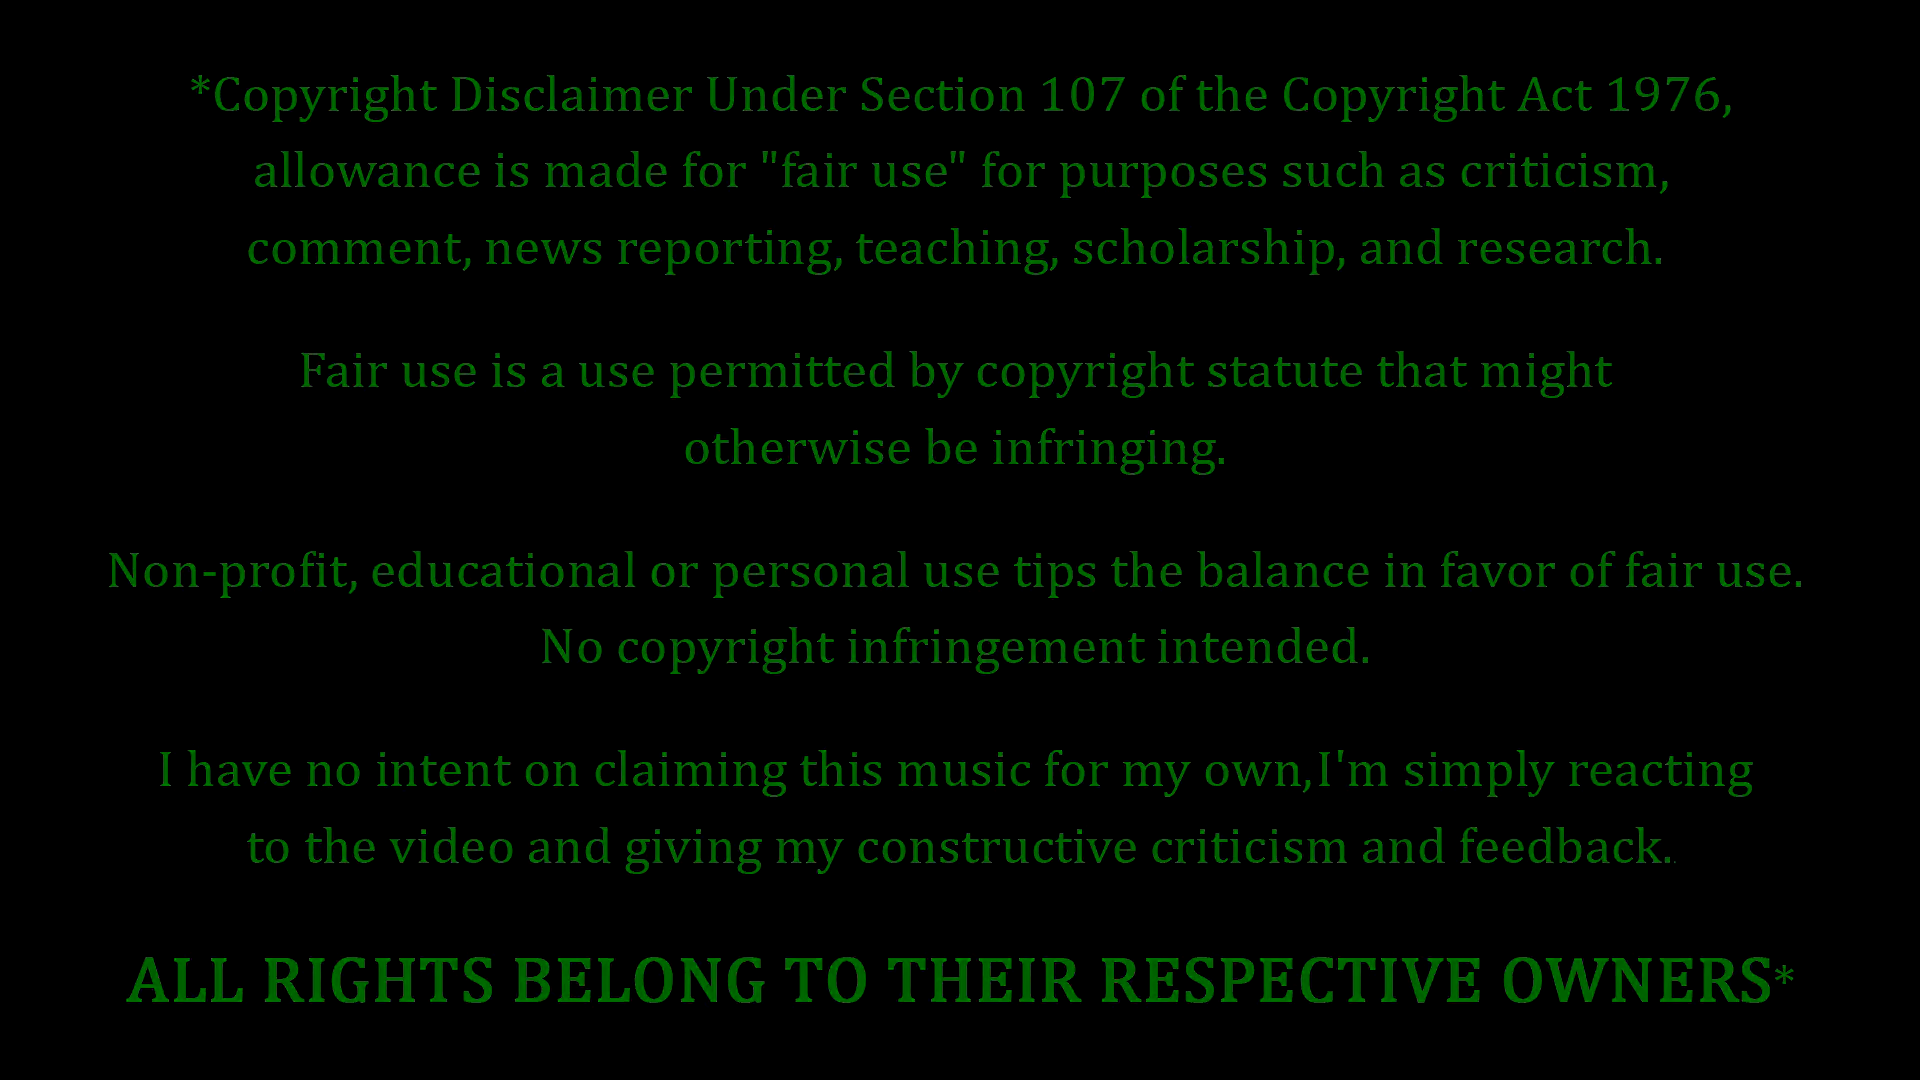 *Copyright Disclaimer Under Section 107 of the Copyright Act 1976,
allowance is made for "fair use" for purposes such as criticism,
comment, news reporting, teaching, scholarship, and research.
Fair use is a use permitted by copyright statute that might
otherwise be infringing.
Non-profit, educational or personal use tips the balance in favor of fair use.
No copyright infringement intended.
I have no intent on claiming this music for my own,I'm simply reacting
to the video and giving my constructive criticism and feedback..
ALL RIGHTS BELONG TO THEIR RESPECTIVE OWNERS*